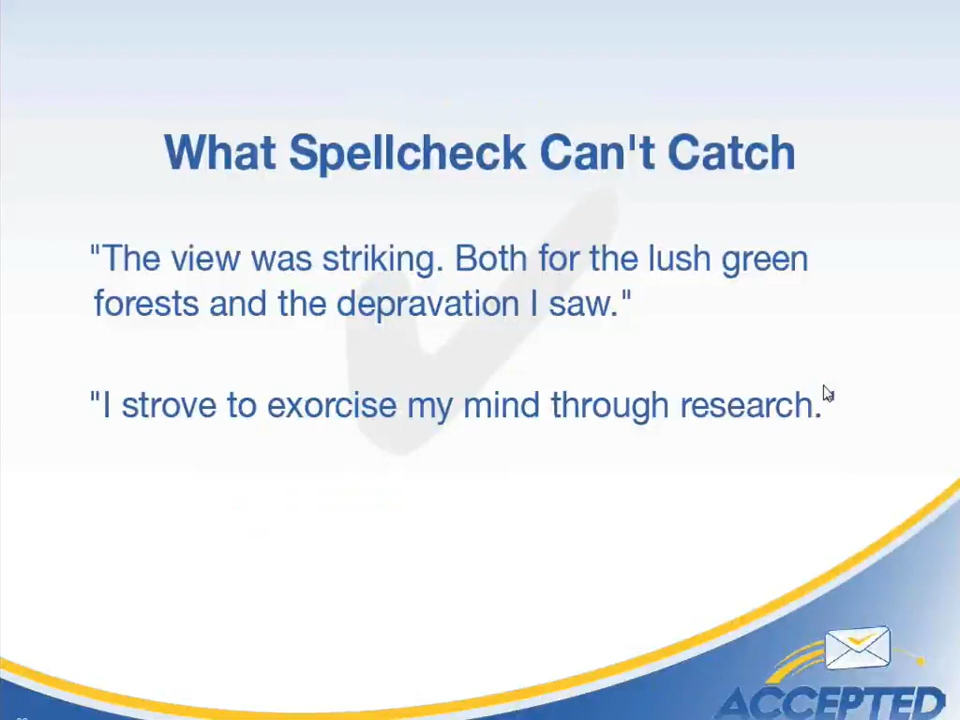 What Spellcheck Can't Catch
"The view was striking. Both for the lush green
forests and the depravation I saw."
"I strove to exorcise my mind through research."
ACCEPTED